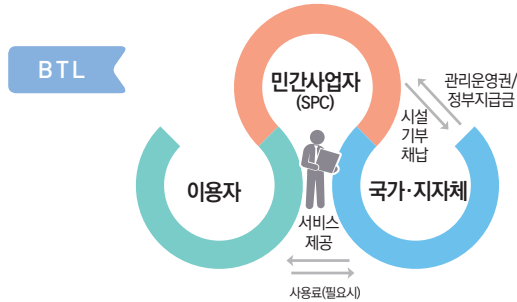 BTL
민간사업자
(SPC)
관리운영권/
정부지급금
시설
기부
채납
이용자
국가·지자체
서비스
제공
사용료(필요시)